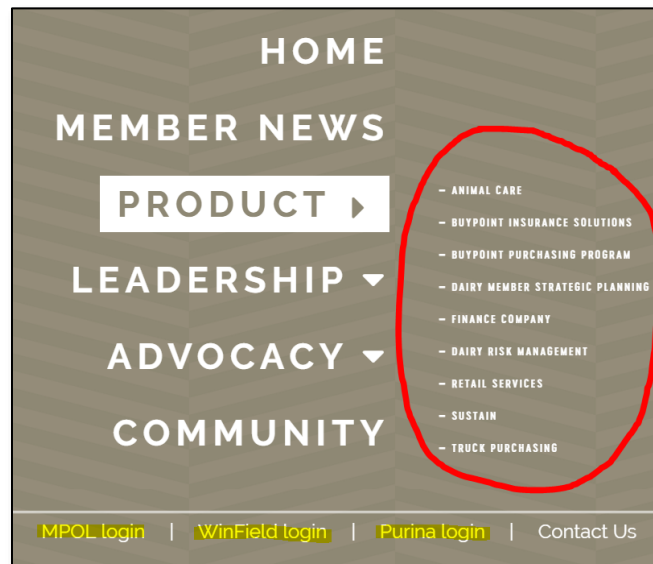 HOME
MEMBER NEWS
PRODUCT
LEADERSHIP
ADVOCACY
COMMUNITY
– ANIMAL CARE
– BUYPOINT INSURANCE SOLUTIONS
– BUYPOINT PURCHASING PROGRAM
– DAIRY MEMBER STRATEGIC PLANNING
– FINANCE COMPANY
– DAIRY RISK MANAGEMENT
– RETAIL SERVICES
– SUSTAIN
– TRUCK PURCHASING
MPOL login | WinField login | Purina login | Contact Us